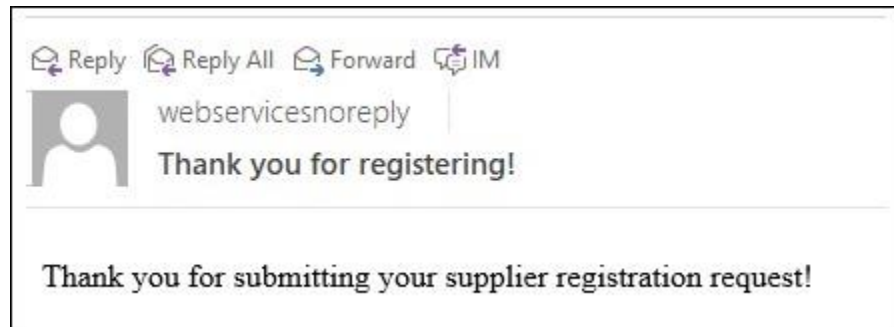 Reply Reply All Forward IM
webservicesnoreply
Thank you for registering!
Thank you for submitting your supplier registration request!